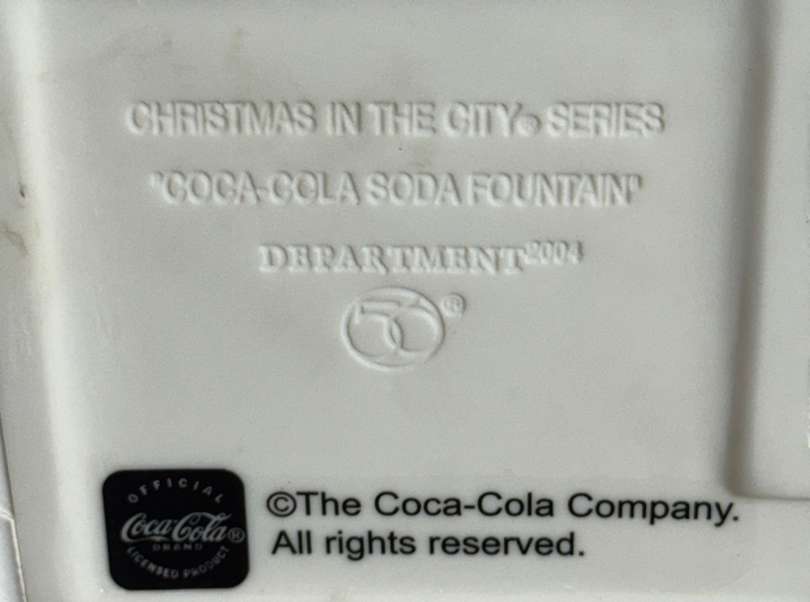 CHRISTMAS IN THE CITY® SERIES
"COCA-COLA SODA FOUNTAIN"
DEPARTMENT 2004
56®
OFFICIAL
Coca-Cola®
BRAND
LICENSED PRODUCT
©The Coca-Cola Company.
All rights reserved.